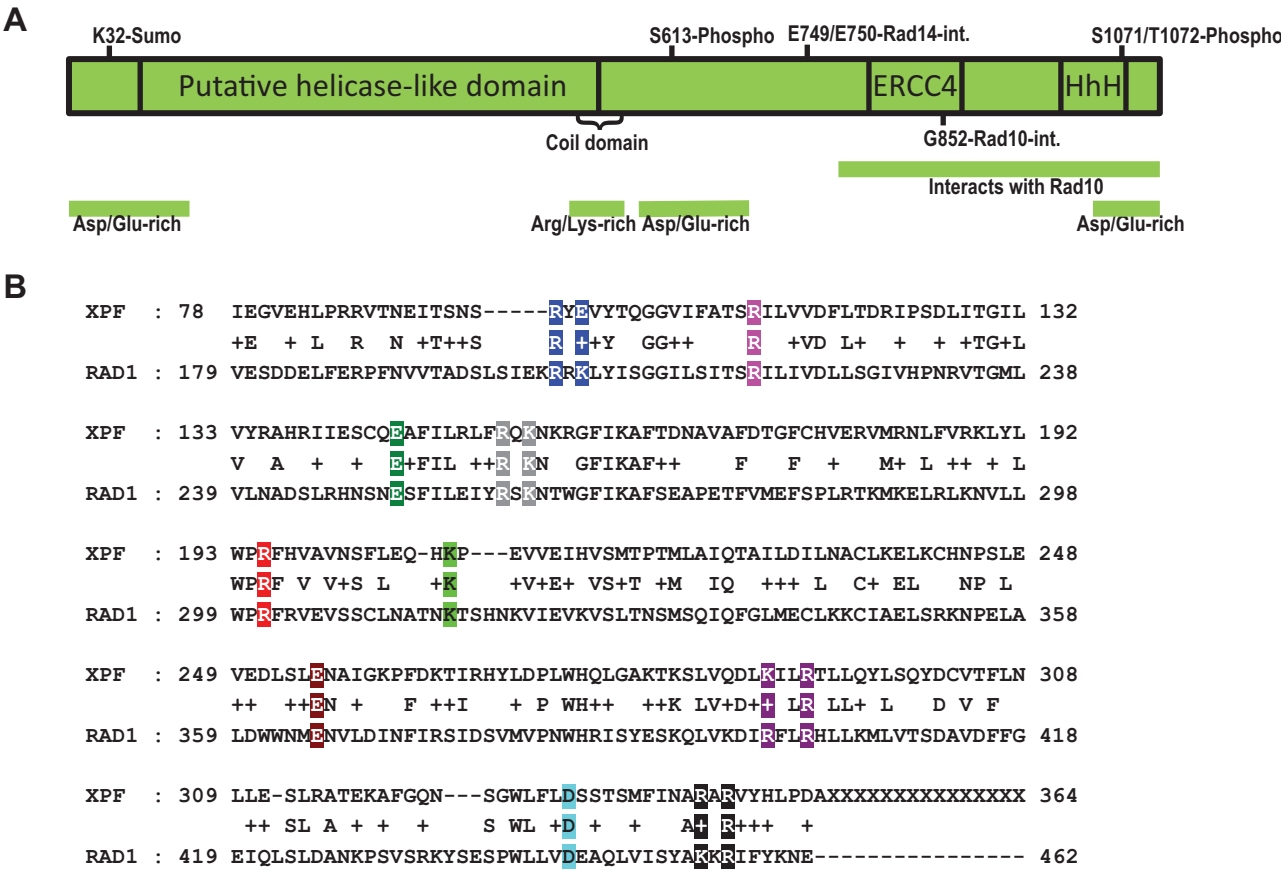 A
K32-Sumo S613-Phospho E749/E750-Rad14-int. S1071/T1072-Phospho
Putative helicase-like domain ERCC4 HhH
Coil domain G852-Rad10-int.
Interacts with Rad10
Asp/Glu-rich Arg/Lys-rich Asp/Glu-rich Asp/Glu-rich
B
XPF : 78 IEGVEHLPRRVTNEITSNS-----RYEVYTQGGVIFATSRILVVDFLTDRIPSDLITGIL 132
+E + L R N +T++S R ++Y GG++ R +VD L+ + + +TG+L
RAD1 : 179 VESDDELFERPFNVVTADSLSIEKRRKLYISGGILSITSRILIVDLLSGIVHPNRVTGML 238
XPF : 133 VYRAHRIIESCQEAFILRLFRQKNKRGFIKAFTDNAVAFDTGFCHVERVMRNLFVRKLYL 192
V A + + E+FIL ++R KN GFIKAF++ F F + M+ L ++ + L
RAD1 : 239 VLNADSLRHNSNESFILEIYRSKNTWGFIKAFSEAPETFVMEFSPLRTKMKELRLKNVLL 298
XPF : 193 WPRFHVAVNSFLEQ-HKP---EVVEIHVSMTPTMLAIQTAILDILNACLKELKCHNPSLE 248
WPRF V V+S L +K +V+E+ VS+T +M IQ +++ L C+ EL NP L
RAD1 : 299 WPRFRVEVSSCLNATNKTSHNKVIEVKVSLTNSMSQIQFGLMECLKKCIAELSRKNPELA 358
XPF : 249 VEDLSLENAIGKPFDKTIRHYLDPLWHQLGAKTKSLVQDLKILRTLLQYLSQYDCVTFLN 308
++ ++EN + F ++I + P WH++ ++K LV+D++ LR LL+ L D V F
RAD1 : 359 LDWWNMENVLDINFIRSIDSVMVPNWHRISYESKQLVKDIRFLRHLLKMLVTSDAVDFFG 418
XPF : 309 LLE-SLRATEKAFGQN---SGWLFLDSSTSMFINARARVYHLPDAXXXXXXXXXXXXXXX 364
++ SL A + + + S WL +D + + A+ R+++ +
RAD1 : 419 EIQLSLDANKPSVSRKYSESPWLLVDEAQLVISYAKKRIFYKNE---------------- 462